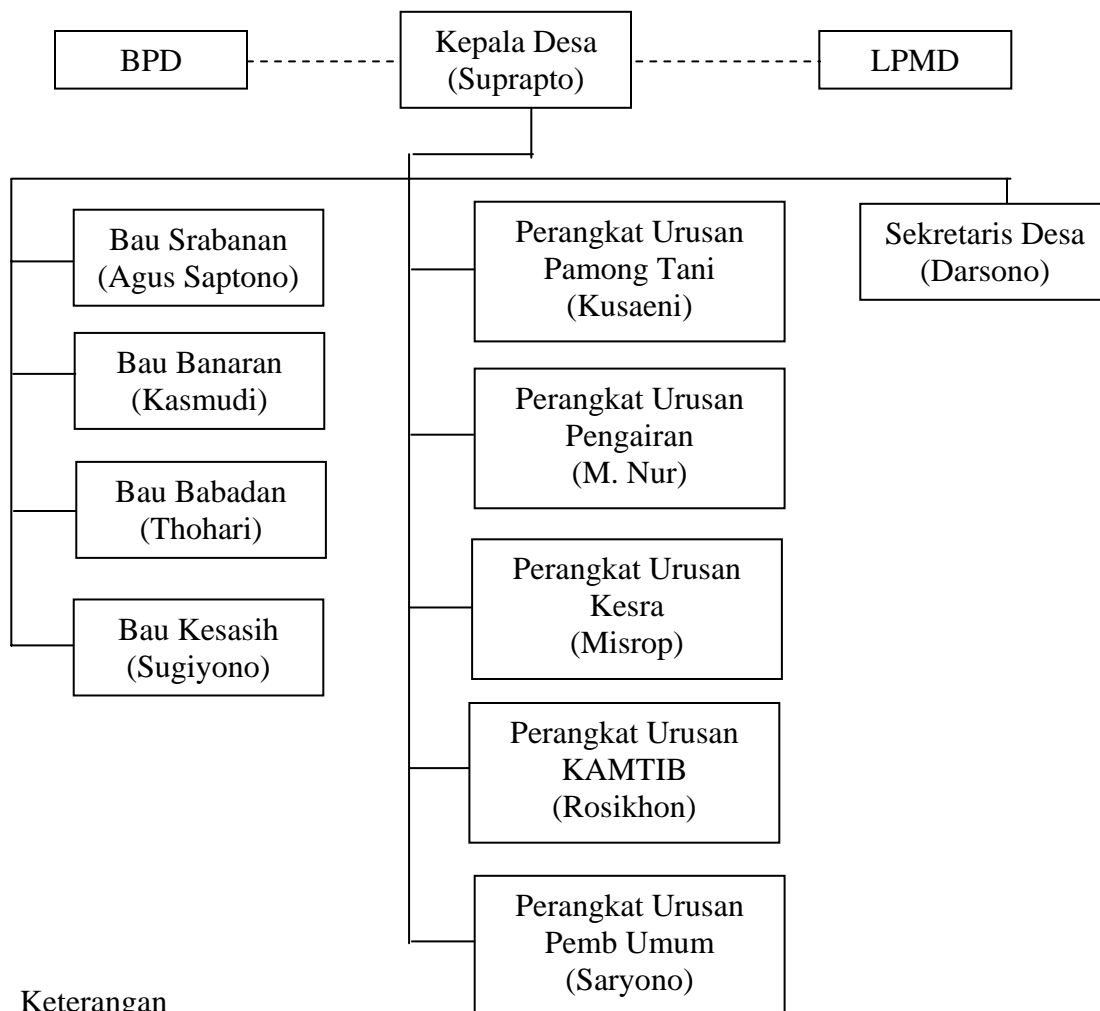 BPD
Kepala Desa
(Suprapto)
LPMD
Bau Srabanan
(Agus Saptono)
Bau Banaran
(Kasmudi)
Bau Babadan
(Thohari)
Bau Kesasih
(Sugiyono)
Perangkat Urusan
Pamong Tani
(Kusaeni)
Perangkat Urusan
Pengairan
(M. Nur)
Perangkat Urusan
Kesra
(Misrop)
Perangkat Urusan
KAMTIB
(Rosikhon)
Perangkat Urusan
Pemb Umum
(Saryono)
Sekretaris Desa
(Darsono)
Keterangan